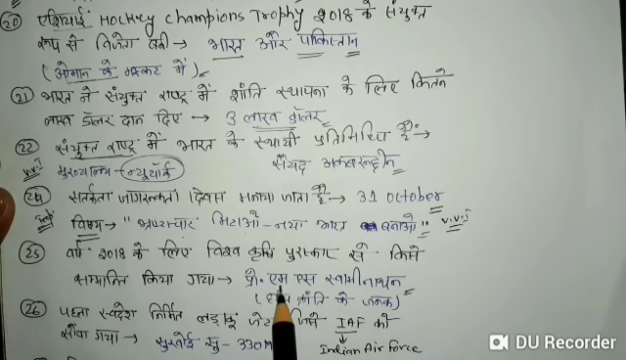 (20) एशियाई Hockey Champions Trophy 2018 के संयुक्त
रूप से विजेता बनी → भारत और पाकिस्तान
(ओमान के मस्कट में)
(21) भारत ने संयुक्त राष्ट्र में शांति स्थापना के लिए कितने
लाख डॉलर दान दिए → 3 लाख डॉलर
(22) संयुक्त राष्ट्र में भारत के स्थायी प्रतिनिधि है →
सैयद अकबरुद्दीन
V.V.I मुख्यालय - न्यूयॉर्क
सतर्कता जागरूकता दिवस मनाया जाता है → 31 October
विषय → "भ्रष्टाचार मिटाओ - नया भारत बनाओ" V.V.I
(25) वर्ष 2018 के लिए विश्व कृषि पुरस्कार से किसे
सम्मानित किया गया → प्रो. एम एस स्वामीनाथन
क्रांति के जनक)
(26) पहला स्वदेश निर्मित लड़ाकू जेट जिसे IAF को
सौंपा गया → सुखोई सु - 330M
Indian Air Force
DU Recorder